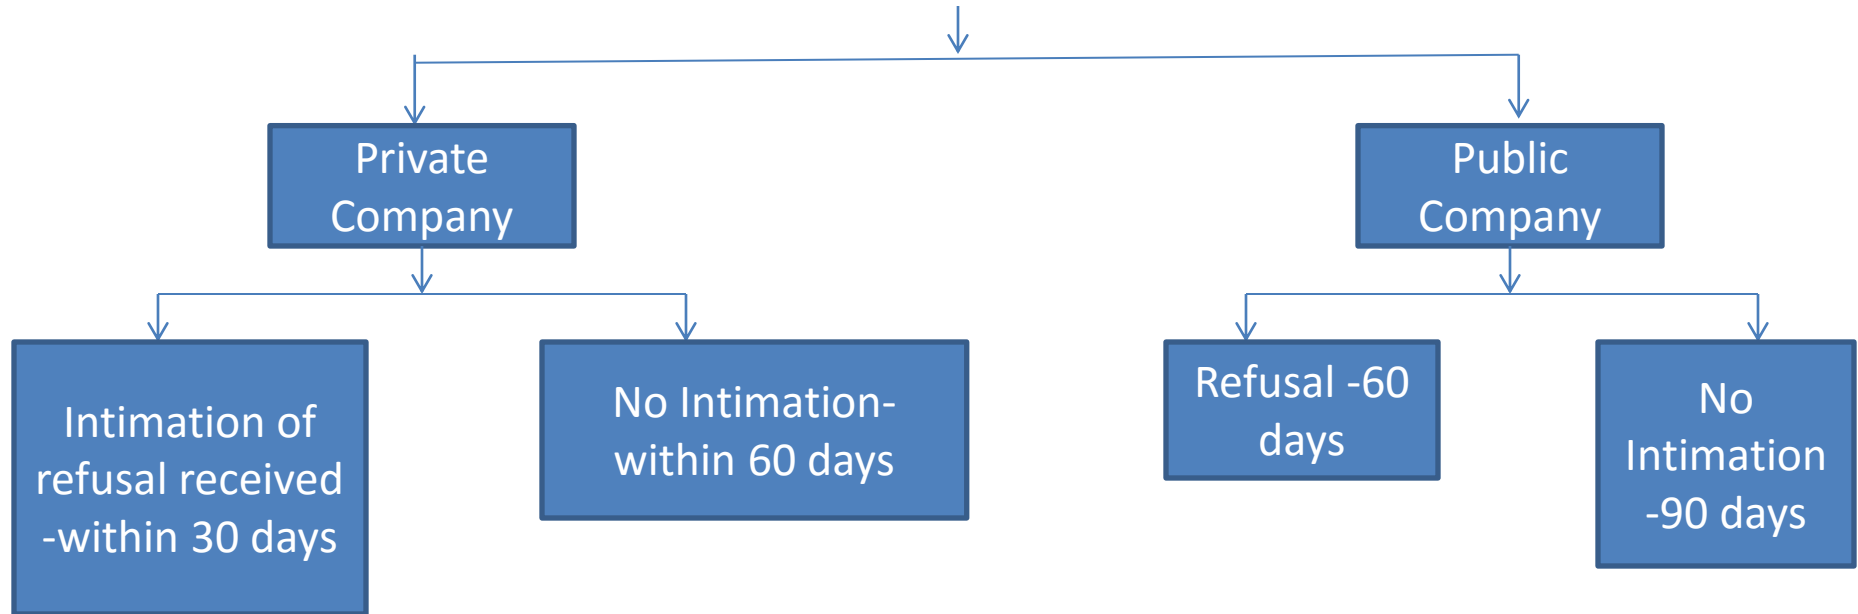 Private
Company
Public
Company
Intimation of
refusal received
-within 30 days
No Intimation-
within 60 days
Refusal -60
days
No
Intimation
-90 days